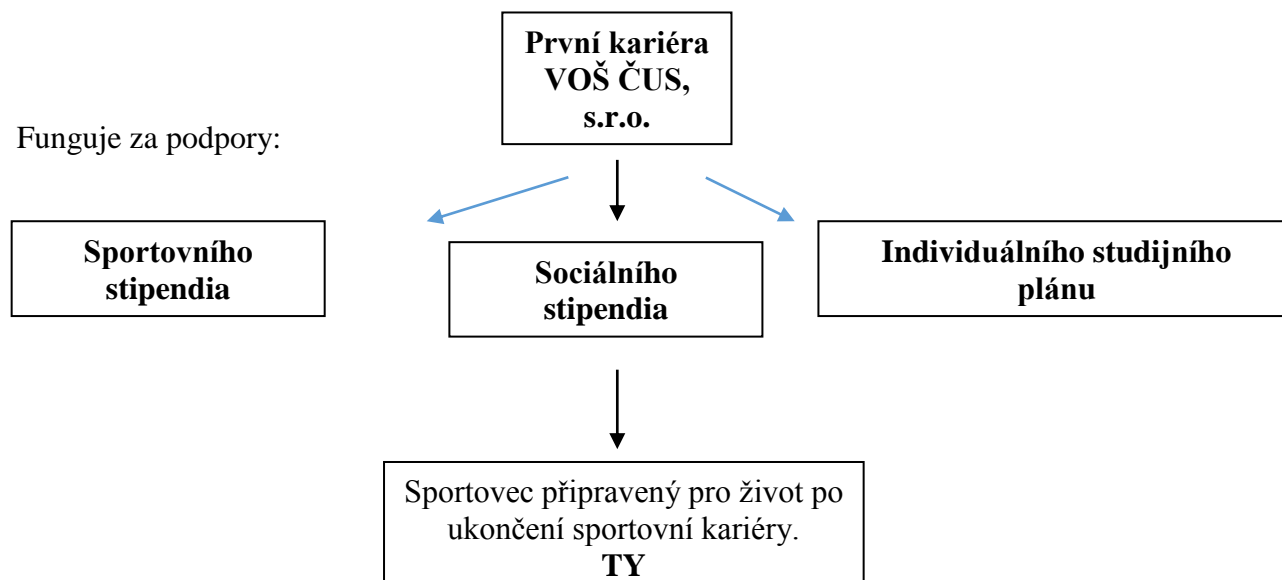 První kariéra
VOŠ ČUS,
s.r.o.
Funguje za podpory:
Sportovního
stipendia
Sociálního
stipendia
Individuálního studijního
plánu
Sportovec připravený pro život po
ukončení sportovní kariéry.
TY